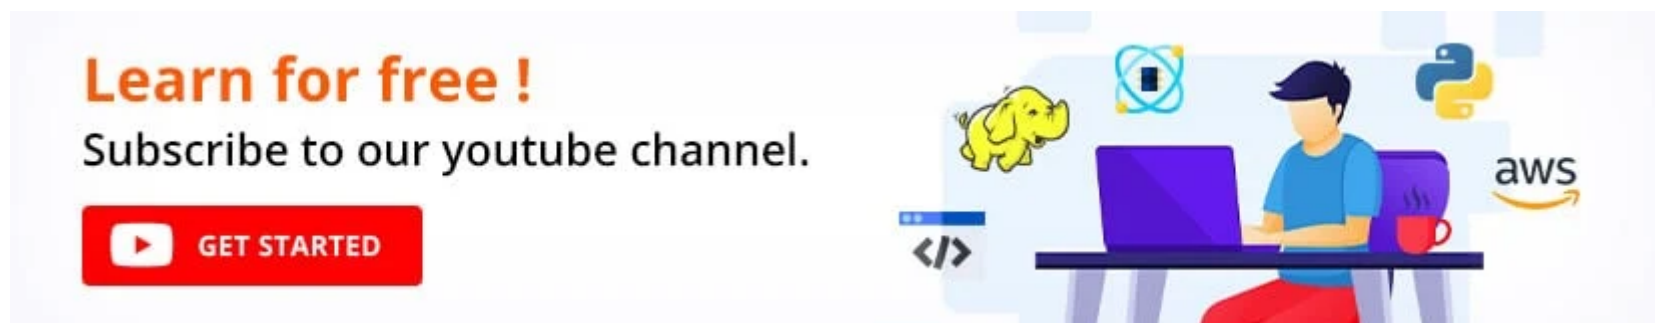 Learn for free !
Subscribe to our youtube channel.
GET STARTED
</>
aws